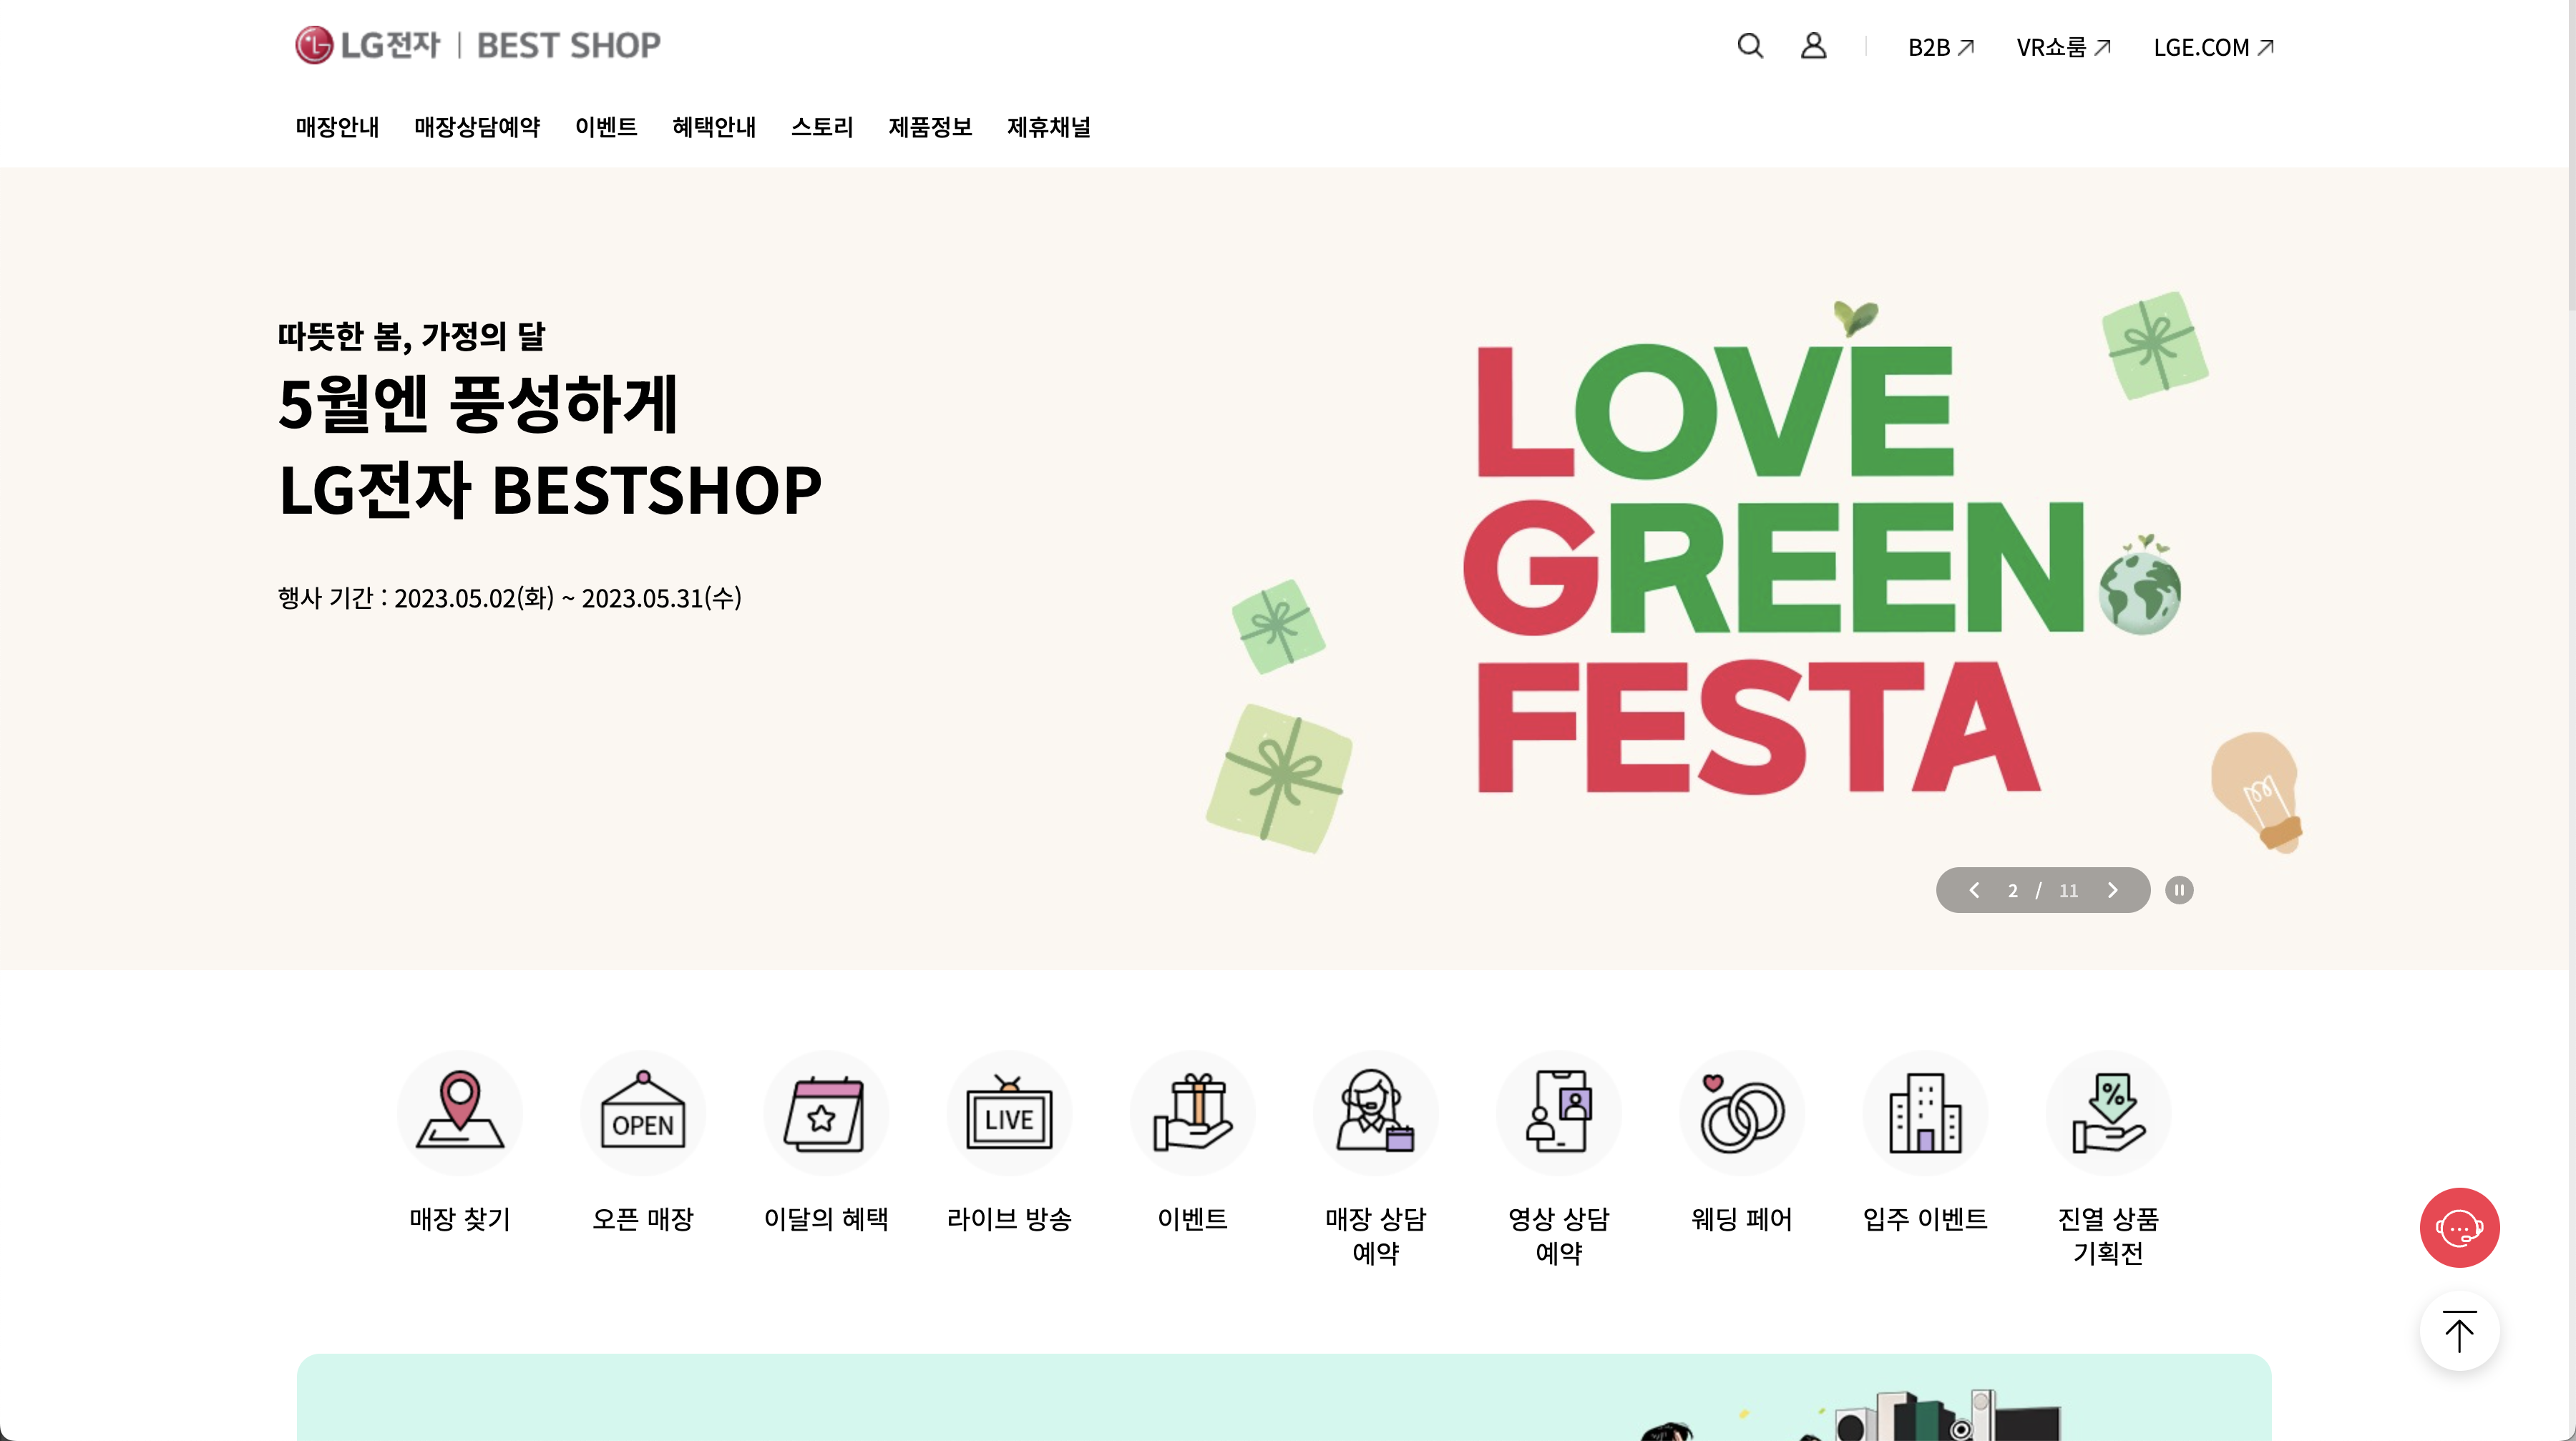 LG전자 | BEST SHOP
B2B VR쇼룸 LGE.COM
매장안내 매장상담예약 이벤트 혜택안내 스토리 제품정보 제휴채널
따뜻한 봄, 가정의 달
5월엔 풍성하게
LG전자 BESTSHOP
행사 기간 : 2023.05.02(화) ~ 2023.05.31(수)
LOVE
GREEN
FESTA
2 / 11
OPEN
LIVE
%
매장 찾기
오픈 매장
이달의 혜택
라이브 방송
이벤트
매장 상담
예약
영상 상담
예약
웨딩 페어
입주 이벤트
진열 상품
기획전